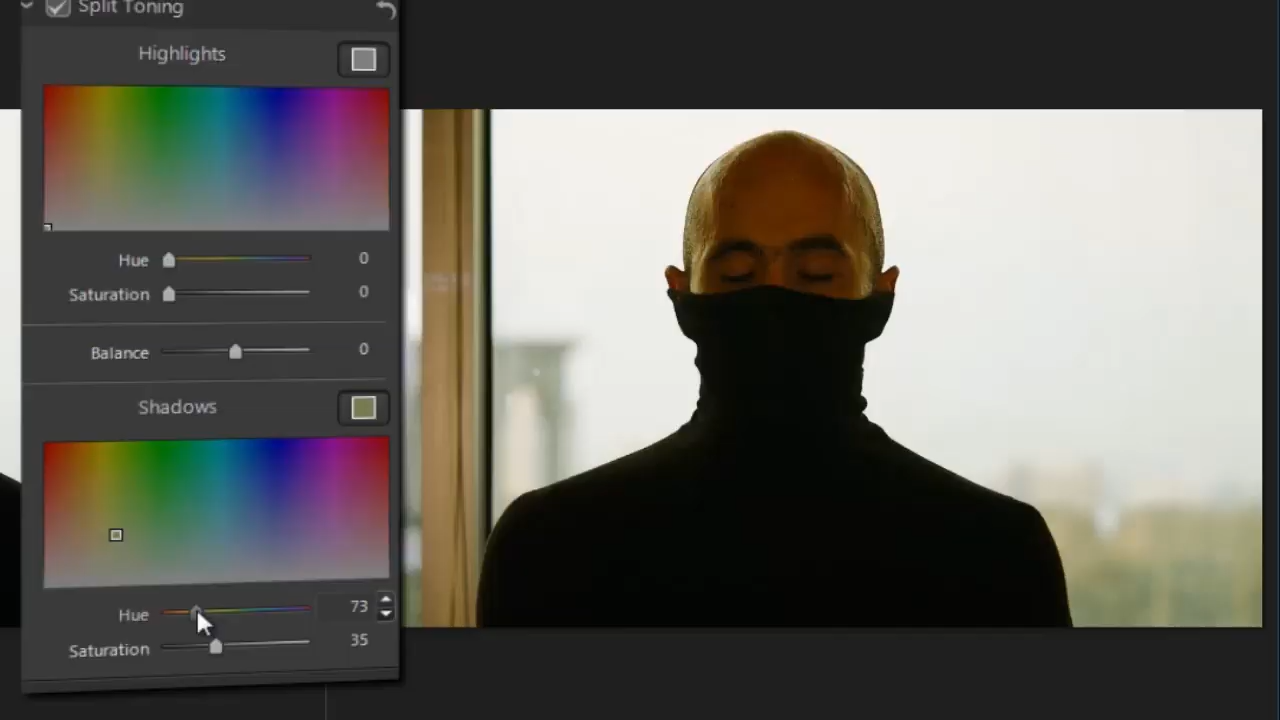 Split Toning
Highlights
Hue 0
Saturation 0
Balance 0
Shadows
Hue 73
Saturation 35